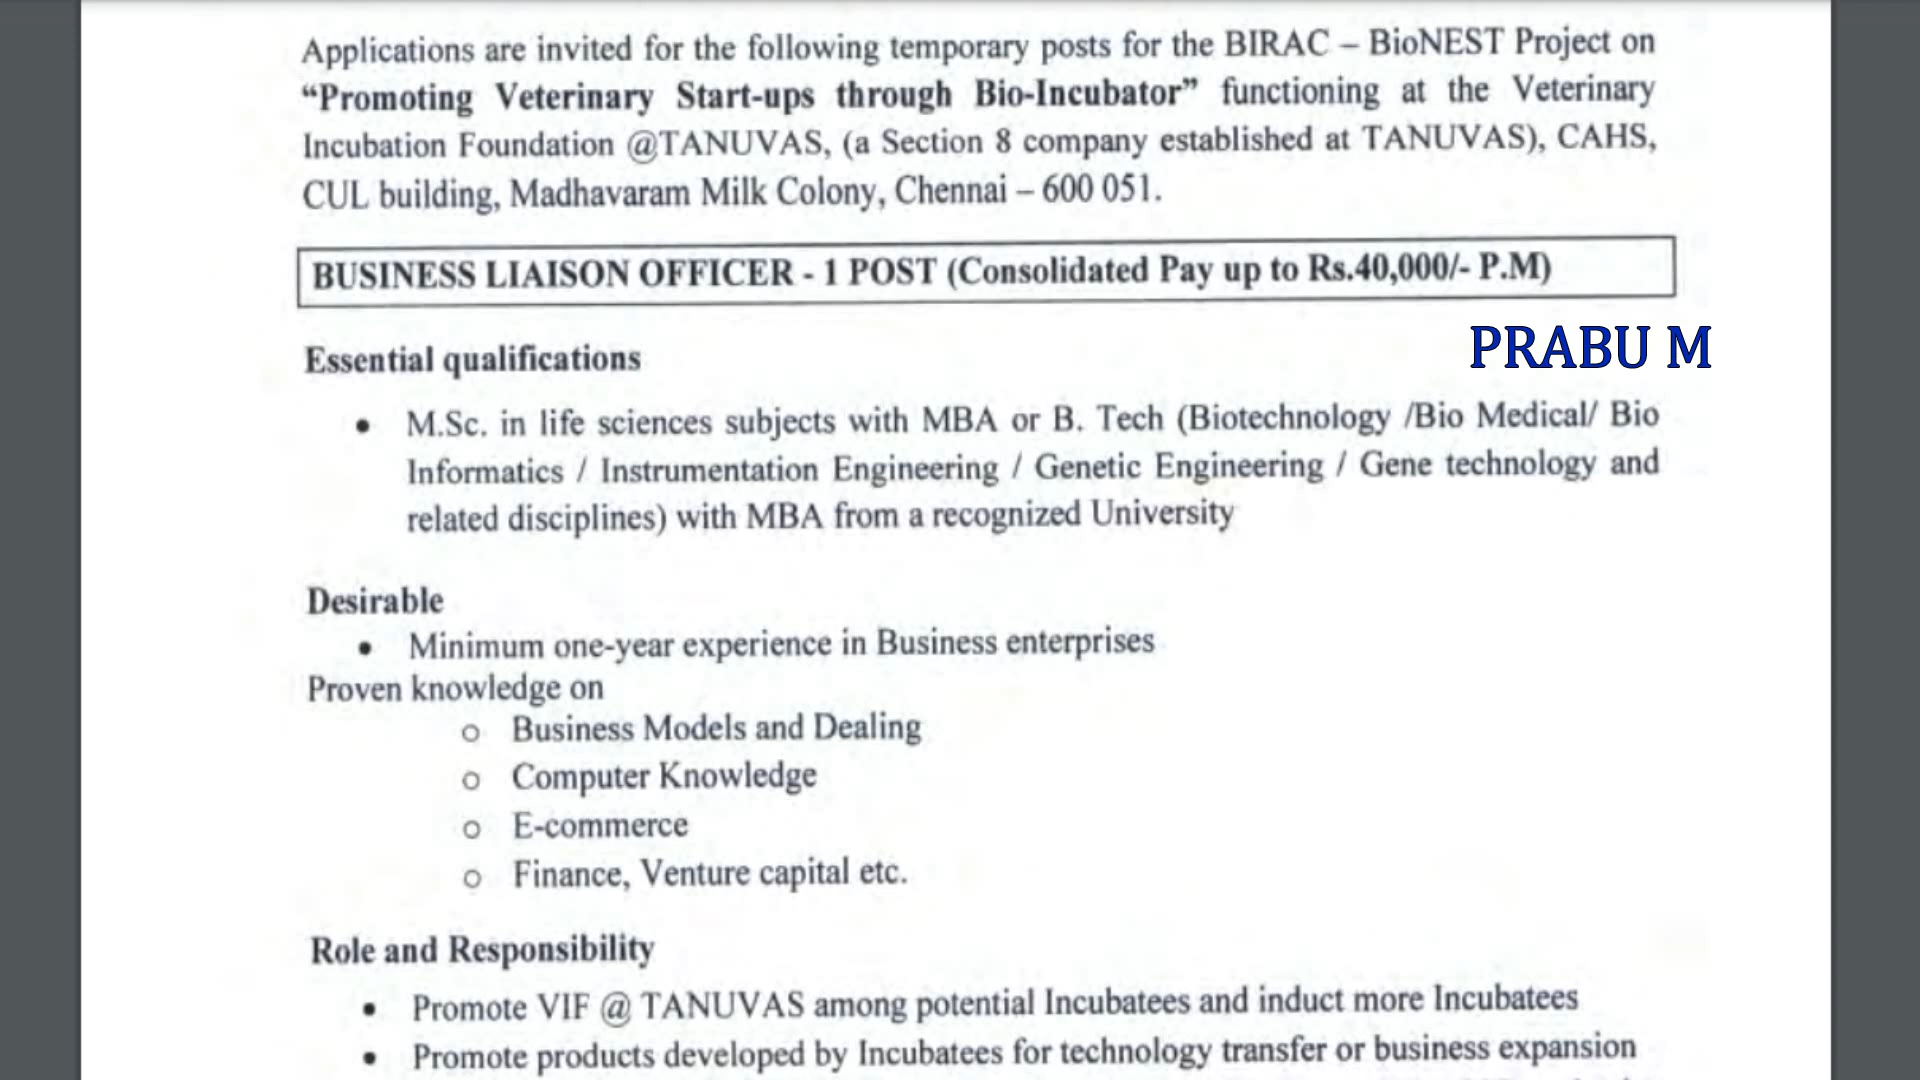 Applications are invited for the following temporary posts for the BIRAC – BioNEST Project on
“Promoting Veterinary Start-ups through Bio-Incubator” functioning at the Veterinary
Incubation Foundation @TANUVAS, (a Section 8 company established at TANUVAS), CAHS,
CUL building, Madhavaram Milk Colony, Chennai – 600 051.
BUSINESS LIAISON OFFICER - 1 POST (Consolidated Pay up to Rs.40,000/- P.M)
PRABU M
Essential qualifications
• M.Sc. in life sciences subjects with MBA or B. Tech (Biotechnology /Bio Medical/ Bio
Informatics / Instrumentation Engineering / Genetic Engineering / Gene technology and
related disciplines) with MBA from a recognized University
Desirable
• Minimum one-year experience in Business enterprises
Proven knowledge on
o Business Models and Dealing
o Computer Knowledge
o E-commerce
o Finance, Venture capital etc.
Role and Responsibility
• Promote VIF @ TANUVAS among potential Incubatees and induct more Incubatees
• Promote products developed by Incubatees for technology transfer or business expansion